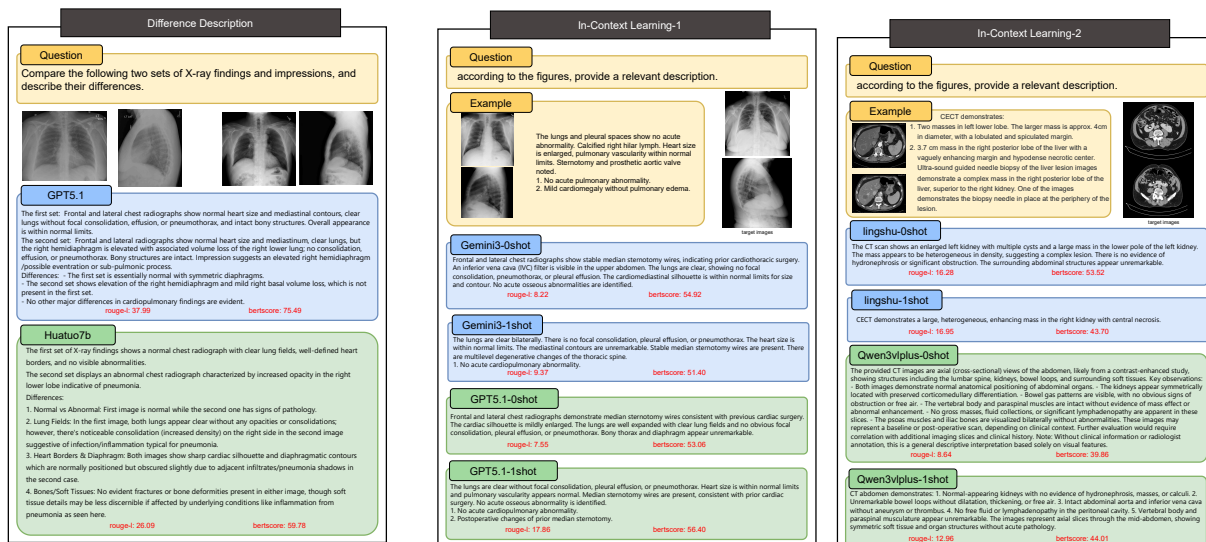 Difference Description
Question
Compare the following two sets of X-ray findings and impressions, and
describe their differences.
GPT5.1
The first set: Frontal and lateral chest radiographs show normal heart size and mediastinal contours, clear
lungs without focal consolidation, effusion, or pneumothorax, and intact bony structures. Overall appearance
is within normal limits.
The second set: Frontal and lateral radiographs show normal heart size and mediastinum, clear lungs, but
the right hemidiaphragm is elevated with associated volume loss of the right lower lung; no consolidation,
effusion, or pneumothorax. Bony structures are intact. Impression suggests an elevated right hemidiaphragm
/possible eventration or sub-pulmonic process.
Differences: - The first set is essentially normal with symmetric diaphragms.
- The second set shows elevation of the right hemidiaphragm and mild right basal volume loss, which is not
present in the first set.
- No other major differences in cardiopulmonary findings are evident.
rouge-l: 37.99 bertscore: 75.49
Huatuo7b
The first set of X-ray findings shows a normal chest radiograph with clear lung fields, well-defined heart
borders, and no visible abnormalities.
The second set displays an abnormal chest radiograph characterized by increased opacity in the right
lower lobe indicative of pneumonia.
Differences:
1. Normal vs Abnormal: First image is normal while the second one has signs of pathology.
2. Lung Fields: In the first image, both lungs appear clear without any opacities or consolidations;
however, there's noticeable consolidation (increased density) on the right side in the second image
suggestive of infection/inflammation typical for pneumonia.
3. Heart Borders & Diaphragm: Both images show sharp cardiac silhouette and diaphragmatic contours
which are normally positioned but obscured slightly due to adjacent infiltrates/pneumonia shadows in
the second case.
4. Bones/Soft Tissues: No evident fractures or bone deformities present in either image, though soft
tissue details may be less discernible if affected by underlying conditions like inflammation from
pneumonia as seen here.
rouge-l: 26.09 bertscore: 59.78
In-Context Learning-1
Question
according to the figures, provide a relevant description.
Example
The lungs and pleural spaces show no acute
abnormality. Calcified right hilar lymph. Heart size
is enlarged, pulmonary vascularity within normal
limits. Sternotomy and prosthetic aortic valve
noted.
1. No acute pulmonary abnormality.
2. Mild cardiomegaly without pulmonary edema.
target images
Gemini3-0shot
Frontal and lateral chest radiographs show stable median sternotomy wires, indicating prior cardiothoracic surgery.
An inferior vena cava (IVC) filter is visible in the upper abdomen. The lungs are clear, showing no focal
consolidation, pneumothorax, or pleural effusion. The cardiomediastinal silhouette is within normal limits for size
and contour. No acute osseous abnormalities are identified.
rouge-l: 8.22 bertscore: 54.92
Gemini3-1shot
The lungs are clear bilaterally. There is no focal consolidation, pleural effusion, or pneumothorax. The heart size is
within normal limits. The mediastinal contours are unremarkable. Stable median sternotomy wires are present. There
are multilevel degenerative changes of the thoracic spine.
1. No acute cardiopulmonary abnormality.
rouge-l: 9.37 bertscore: 51.40
GPT5.1-0shot
Frontal and lateral chest radiographs demonstrate median sternotomy wires consistent with previous cardiac surgery.
The cardiac silhouette is mildly enlarged. The lungs are well expanded with clear lung fields and no obvious focal
consolidation, pleural effusion, or pneumothorax. Bony thorax and diaphragm appear unremarkable.
rouge-l: 7.55 bertscore: 53.06
GPT5.1-1shot
The lungs are clear without focal consolidation, pleural effusion, or pneumothorax. Heart size is within normal limits
and pulmonary vascularity appears normal. Median sternotomy wires are present, consistent with prior cardiac
surgery. No acute osseous abnormality is identified.
1. No acute cardiopulmonary abnormality.
2. Postoperative changes of prior median sternotomy.
rouge-l: 17.86 bertscore: 56.40
In-Context Learning-2
Question
according to the figures, provide a relevant description.
Example
CECT demonstrates:
1. Two masses in left lower lobe. The larger mass is approx. 4cm
in diameter, with a lobulated and spiculated margin.
2. 3.7 cm mass in the right posterior lobe of the liver with a
vaguely enhancing margin and hypodense necrotic center.
Ultra-sound guided needle biopsy of the liver lesion images
demonstrate a complex mass in the right posterior lobe of the
liver, superior to the right kidney. One of the images
demonstrates the biopsy needle in place at the periphery of the
lesion.
target images
lingshu-0shot
The CT scan shows an enlarged left kidney with multiple cysts and a large mass in the lower pole of the left kidney.
The mass appears to be heterogeneous in density, suggesting a complex lesion. There is no evidence of
hydronephrosis or significant obstruction. The surrounding abdominal structures appear unremarkable.
rouge-l: 16.28 bertscore: 53.52
lingshu-1shot
CECT demonstrates a large, heterogeneous, enhancing mass in the right kidney with central necrosis.
rouge-l: 16.95 bertscore: 43.70
Qwen3vlplus-0shot
The provided CT images are axial (cross-sectional) views of the abdomen, likely from a contrast-enhanced study,
showing structures including the lumbar spine, kidneys, bowel loops, and surrounding soft tissues. Key observations:
- Both images demonstrate normal anatomical positioning of abdominal organs. - The kidneys appear symmetrically
located with preserved corticomedullary differentiation. - Bowel gas patterns are visible, with no obvious signs of
obstruction or free air. - The vertebral body and paraspinal muscles are intact without evidence of mass effect or
abnormal enhancement. - No gross masses, fluid collections, or significant lymphadenopathy are apparent in these
slices. - The psoas muscles and iliac bones are visualized bilaterally without abnormalities. These images may
represent a baseline or post-operative scan, depending on clinical context. Further evaluation would require
correlation with additional imaging slices and clinical history. Note: Without clinical information or radiologist
annotation, this is a general descriptive interpretation based solely on visual features.
rouge-l: 8.64 bertscore: 39.86
Qwen3vlplus-1shot
CT abdomen demonstrates: 1. Normal-appearing kidneys with no evidence of hydronephrosis, masses, or calculi. 2.
Unremarkable bowel loops without dilatation, thickening, or free air. 3. Intact abdominal aorta and inferior vena cava
without aneurysm or thrombus. 4. No free fluid or lymphadenopathy in the peritoneal cavity. 5. Vertebral body and
paraspinal musculature appear unremarkable. The images represent axial slices through the mid-abdomen, showing
symmetric soft tissue and organ structures without acute pathology.
rouge-l: 12.96 bertscore: 44.01